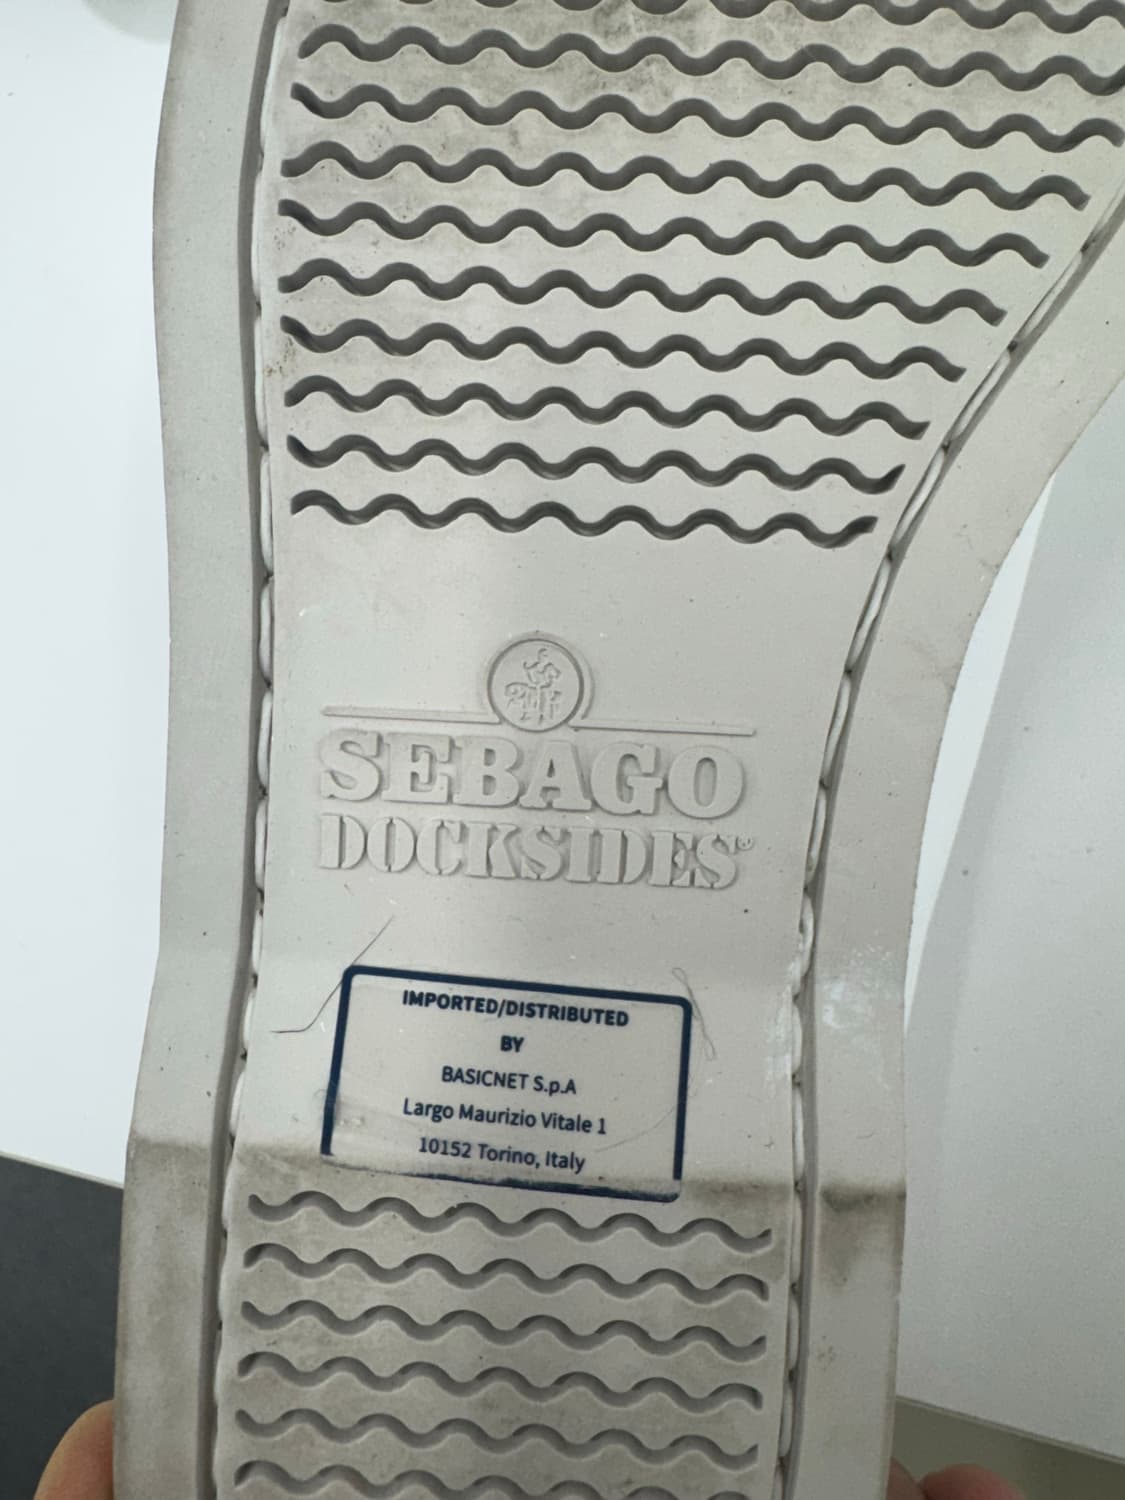 SEBAGO
DOCKSIDES®
IMPORTED/DISTRIBUTED
BY
BASICNET S.p.A
Largo Maurizio Vitale 1
10152 Torino, Italy